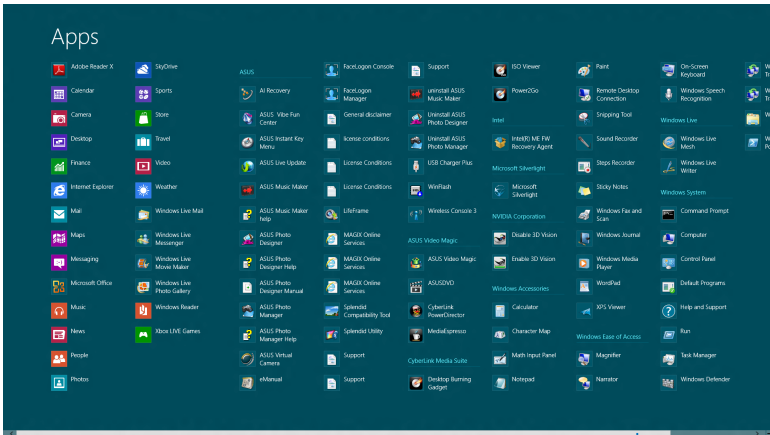 Apps
Adobe Reader X
Calendar
Camera
Desktop
Finance
Internet Explorer
Mail
Maps
Messaging
Microsoft Office
Music
News
People
Photos
SkyDrive
Sports
Store
Travel
Video
Weather
Windows Live Mail
Windows Live
Messenger
Windows Live
Movie Maker
Windows Live
Photo Gallery
Windows Reader
Xbox LIVE Games
ASUS
AI Recovery
ASUS Vibe Fun
Center
ASUS Instant Key
Menu
ASUS Live Update
ASUS Music Maker
ASUS Music Maker
help
ASUS Photo
Designer
ASUS Photo
Designer Help
ASUS Photo
Designer Manual
ASUS Photo
Manager
ASUS Photo
Manager Help
ASUS Virtual
Camera
eManual
FaceLogon Console
FaceLogon
Manager
General disclaimer
license conditions
License Conditions
License Conditions
LifeFrame
MAGIX Online
Services
MAGIX Online
Services
MAGIX Online
Services
Splendid
Compatibility Tool
Splendid Utility
Support
Support
Support
uninstall ASUS
Music Maker
Uninstall ASUS
Photo Designer
Uninstall ASUS
Photo Manager
USB Charger Plus
WinFlash
Wireless Console 3
ASUS Video Magic
ASUS Video Magic
ASUSDVD
CyberLink
PowerDirector
MediaEspresso
CyberLink Media Suite
Desktop Burning
Gadget
ISO Viewer
Power2Go
Intel
Intel(R) ME FW
Recovery Agent
Microsoft Silverlight
Microsoft
Silverlight
NVIDIA Corporation
Disable 3D Vision
Enable 3D Vision
Windows Accessories
Calculator
Character Map
Math Input Panel
Notepad
Paint
Remote Desktop
Connection
Snipping Tool
Sound Recorder
Steps Recorder
Sticky Notes
Windows Fax and
Scan
Windows Journal
Windows Media
Player
WordPad
XPS Viewer
Windows Ease of Access
Magnifier
Narrator
On-Screen
Keyboard
Windows Speech
Recognition
Windows Live
Windows Live
Mesh
Windows Live
Writer
Windows System
Command Prompt
Computer
Control Panel
Default Programs
Help and Support
Run
Task Manager
Windows Defender